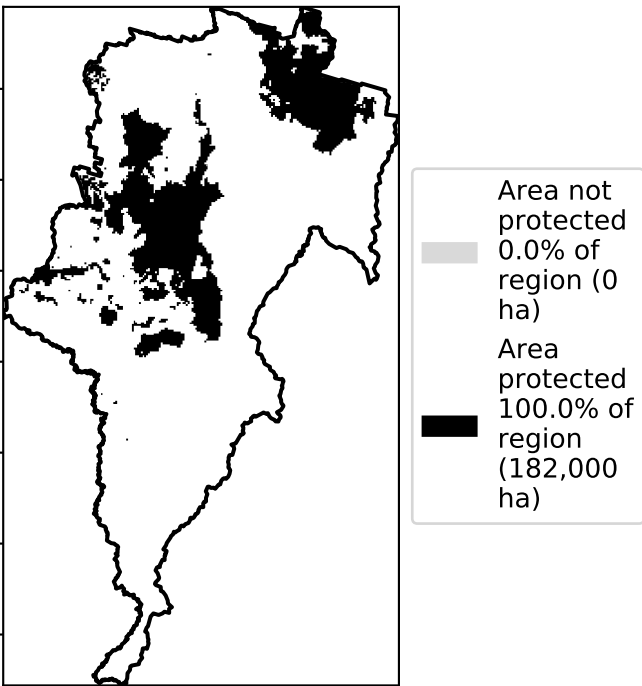 Area not
protected
0.0% of
region (0
ha)
Area
protected
100.0% of
region
(182,000
ha)